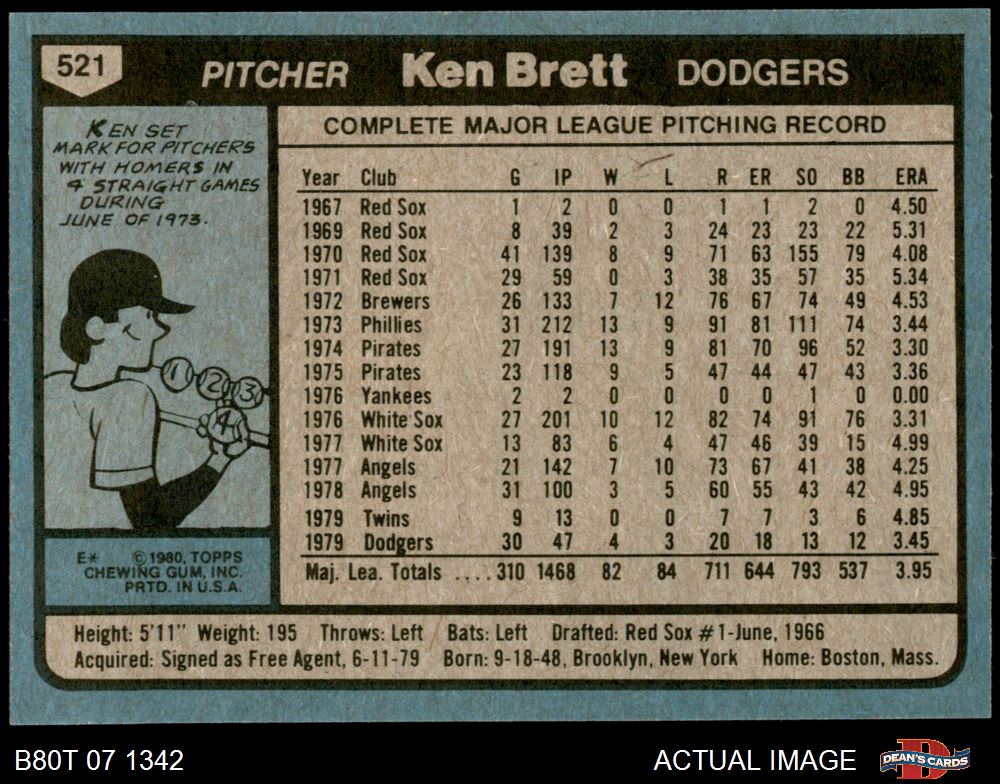 521 PITCHER Ken Brett DODGERS
KEN SET
MARK FOR PITCHERS
WITH HOMERS IN
4 STRAIGHT GAMES
DURING
JUNE OF 1973.
1 2 3
4
E* © 1980, TOPPS
CHEWING GUM, INC.
PRTD. IN U.S.A.
COMPLETE MAJOR LEAGUE PITCHING RECORD
Year Club G IP W L R ER SO BB ERA
1967 Red Sox 1 2 0 0 1 1 2 0 4.50
1969 Red Sox 8 39 2 3 24 23 23 22 5.31
1970 Red Sox 41 139 8 9 71 63 155 79 4.08
1971 Red Sox 29 59 0 3 38 35 57 35 5.34
1972 Brewers 26 133 7 12 76 67 74 49 4.53
1973 Phillies 31 212 13 9 91 81 111 74 3.44
1974 Pirates 27 191 13 9 81 70 96 52 3.30
1975 Pirates 23 118 9 5 47 44 47 43 3.36
1976 Yankees 2 2 0 0 0 0 1 0 0.00
1976 White Sox 27 201 10 12 82 74 91 76 3.31
1977 White Sox 13 83 6 4 47 46 39 15 4.99
1977 Angels 21 142 7 10 73 67 41 38 4.25
1978 Angels 31 100 3 5 60 55 43 42 4.95
1979 Twins 9 13 0 0 7 7 3 6 4.85
1979 Dodgers 30 47 4 3 20 18 13 12 3.45
Maj. Lea. Totals ....310 1468 82 84 711 644 793 537 3.95
Height: 5'11" Weight: 195 Throws: Left Bats: Left Drafted: Red Sox #1-June, 1966
Acquired: Signed as Free Agent, 6-11-79 Born: 9-18-48, Brooklyn, New York Home: Boston, Mass.
B80T 07 1342 ACTUAL IMAGE D DEAN'S CARDS